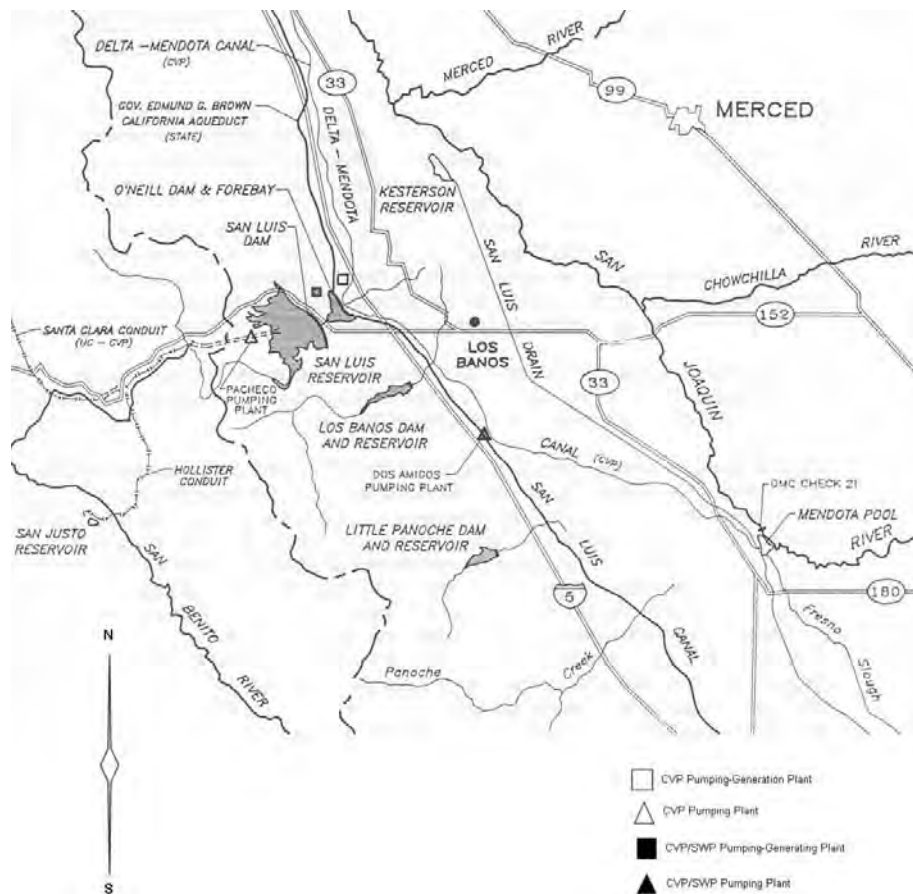 DELTA-MENDOTA CANAL
(CVP)
33
MERCED
RIVER
99
MERCED
GOV. EDMUND G. BROWN
CALIFORNIA AQUEDUCT
(STATE)
DELTA-MENDOTA
O'NEILL DAM & FOREBAY
KESTERSON
RESERVOIR
SAN LUIS
DAM
SAN
LUIS
DRAIN
SAN
JOAQUIN
RIVER
CHOWCHILLA
RIVER
152
SANTA CLARA CONDUIT
(UC-CVP)
LOS
BANOS
SAN LUIS
RESERVOIR
33
PACHECO
PUMPING
PLANT
LOS BANOS DAM
AND RESERVOIR
CANAL (CVP)
DOS AMIGOS
PUMPING PLANT
HOLLISTER
CONDUIT
DMC CHECK 21
MENDOTA POOL
SAN JUSTO
RESERVOIR
LITTLE PANOCHE DAM
AND RESERVOIR
SAN
LUIS
CANAL
SAN
BENITO
RIVER
5
180
Fresno
Slough
Panoche
Creek
N
S
CVP Pumping-Generation Plant
CVP Pumping Plant
CVP/SWP Pumping-Generating Plant
CVP/SWP Pumping Plant